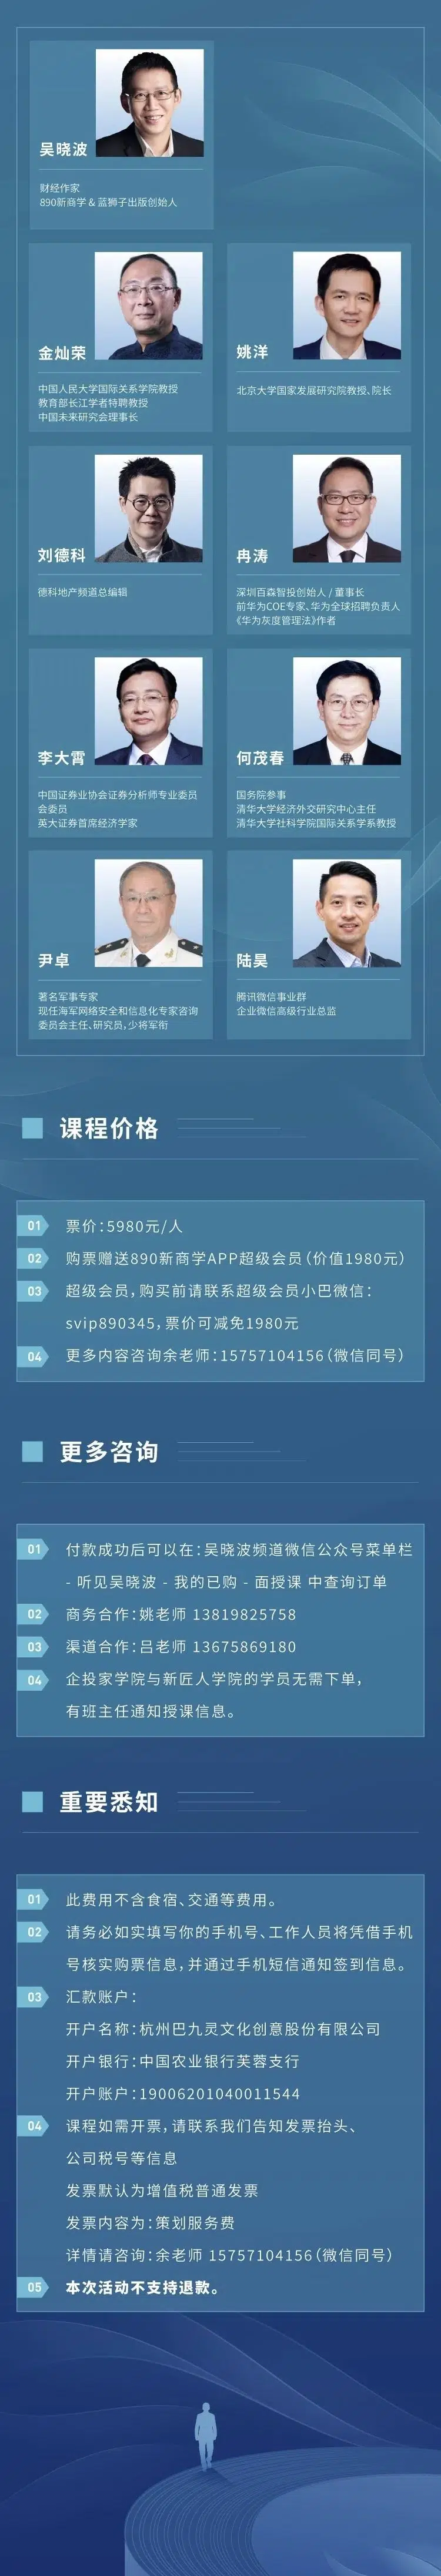 吴晓波
财经作家
890新商学 & 蓝狮子出版创始人
金灿荣
中国人民大学国际关系学院教授
教育部长江学者特聘教授
中国未来研究会理事长
姚洋
北京大学国家发展研究院教授、院长
刘德科
德科地产频道总编辑
冉涛
深圳百森智投创始人 / 董事长
前华为COE专家、华为全球招聘负责人
《华为灰度管理法》作者
李大霄
中国证券业协会证券分析师专业委员
会委员
英大证券首席经济学家
何茂春
国务院参事
清华大学经济外交研究中心主任
清华大学社科学院国际关系学系教授
尹卓
著名军事专家
现任海军网络安全和信息化专家咨询
委员会主任、研究员，少将军衔
陆昊
腾讯微信事业群
企业微信高级行业总监
课程价格
01 票价：5980元/人
02 购票赠送890新商学APP超级会员（价值1980元）
03 超级会员，购买前请联系超级会员小巴微信：
svip890345，票价可减免1980元
04 更多内容咨询余老师：15757104156（微信同号）
更多咨询
01 付款成功后可以在：吴晓波频道微信公众号菜单栏
- 听见吴晓波 - 我的已购 - 面授课 中查询订单
02 商务合作：姚老师 13819825758
03 渠道合作：吕老师 13675869180
04 企投家学院与新匠人学院的学员无需下单，
有班主任通知授课信息。
重要悉知
01 此费用不含食宿、交通等费用。
02 请务必如实填写你的手机号、工作人员将凭借手机
号核实购票信息，并通过手机短信通知签到信息。
03 汇款账户：
开户名称：杭州巴九灵文化创意股份有限公司
开户银行：中国农业银行芙蓉支行
开户账户：19006201040011544
04 课程如需开票，请联系我们告知发票抬头、
公司税号等信息
发票默认为增值税普通发票
发票内容为：策划服务费
详情请咨询：余老师 15757104156（微信同号）
05 本次活动不支持退款。